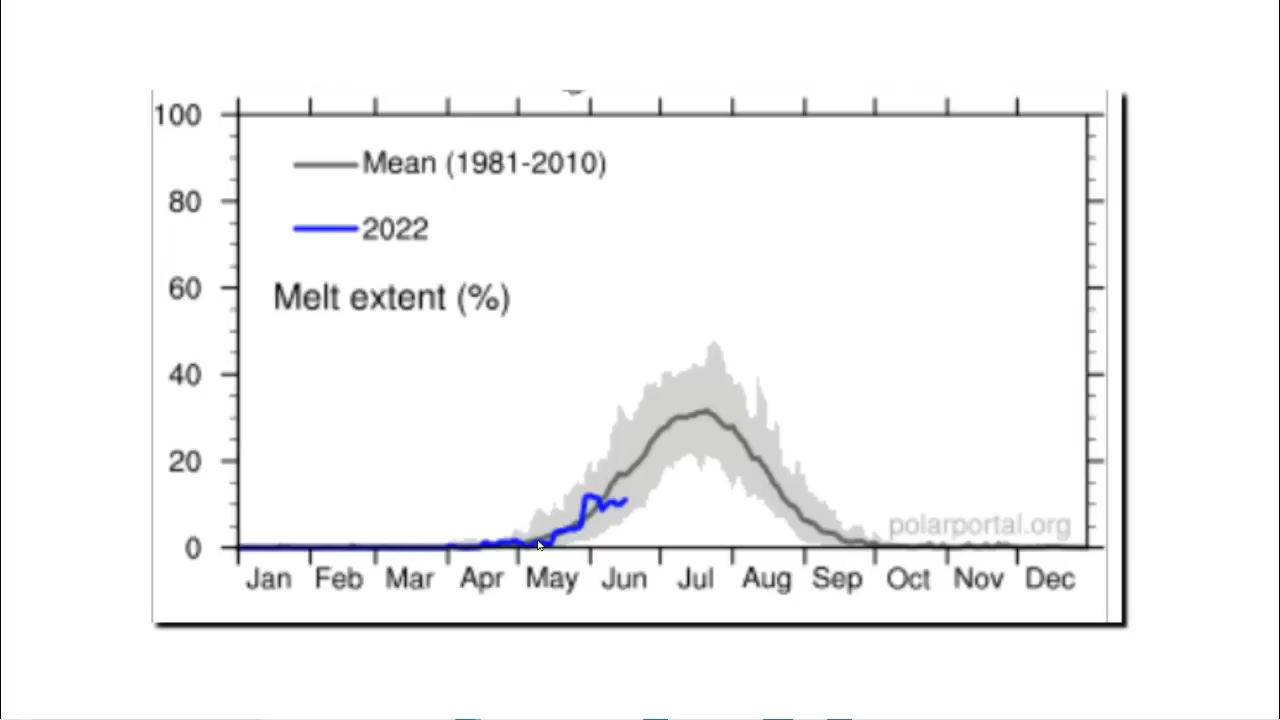 100
Mean (1981-2010)
80
2022
60
Melt extent (%)
40
20
polarportal.org
0
Jan Feb Mar Apr May Jun Jul Aug Sep Oct Nov Dec